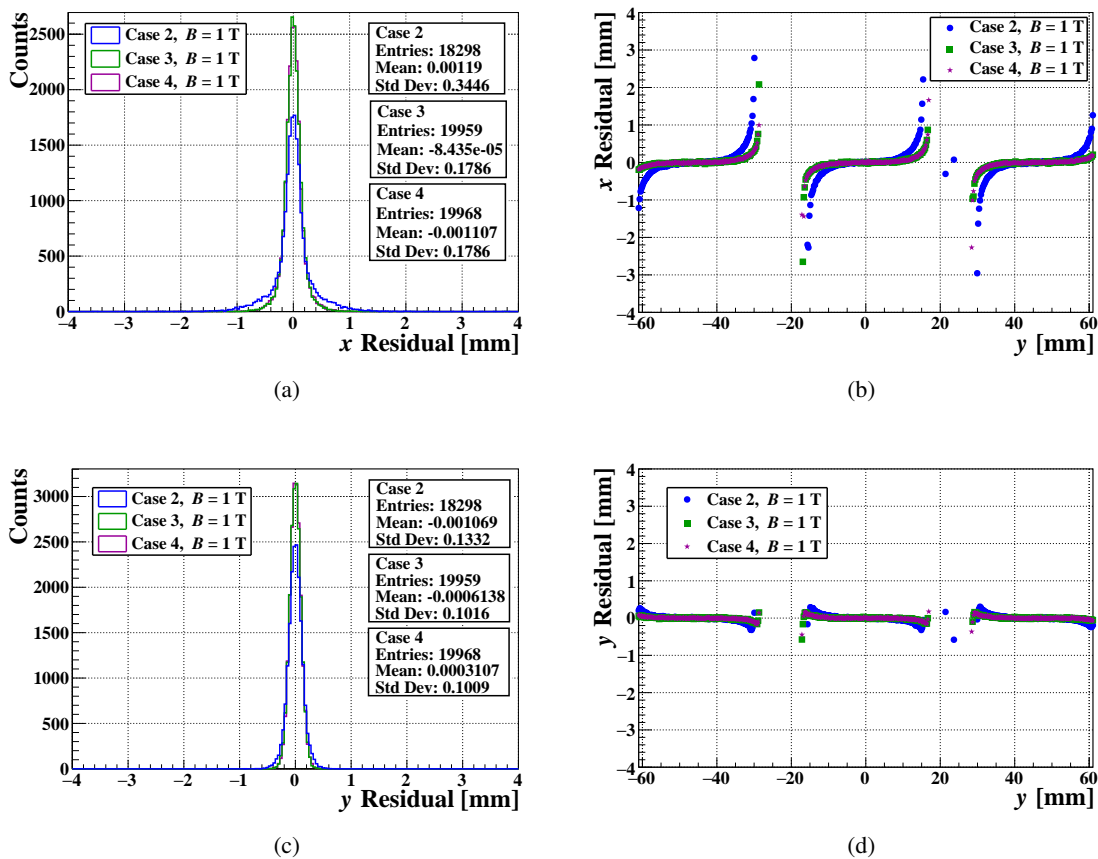 Counts
2500
2000
1500
1000
500
0
Case 2, B = 1 T
Case 3, B = 1 T
Case 4, B = 1 T
Case 2
Entries: 18298
Mean: 0.00119
Std Dev: 0.3446
Case 3
Entries: 19959
Mean: -8.435e-05
Std Dev: 0.1786
Case 4
Entries: 19968
Mean: -0.001107
Std Dev: 0.1786
−4 −3 −2 −1 0 1 2 3 4
x Residual [mm]
(a)
x Residual [mm]
4
3
2
1
0
−1
−2
−3
−4
Case 2, B = 1 T
Case 3, B = 1 T
Case 4, B = 1 T
−60 −40 −20 0 20 40 60
y [mm]
(b)
Counts
3000
2500
2000
1500
1000
500
0
Case 2, B = 1 T
Case 3, B = 1 T
Case 4, B = 1 T
Case 2
Entries: 18298
Mean: -0.001069
Std Dev: 0.1332
Case 3
Entries: 19959
Mean: -0.0006138
Std Dev: 0.1016
Case 4
Entries: 19968
Mean: 0.0003107
Std Dev: 0.1009
−4 −3 −2 −1 0 1 2 3 4
y Residual [mm]
(c)
y Residual [mm]
4
3
2
1
0
−1
−2
−3
−4
Case 2, B = 1 T
Case 3, B = 1 T
Case 4, B = 1 T
−60 −40 −20 0 20 40 60
y [mm]
(d)